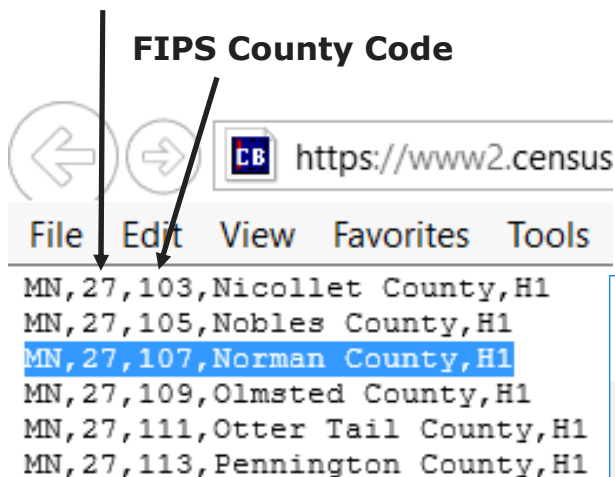 FIPS County Code
CB https://www2.census
File Edit View Favorites Tools
MN,27,103,Nicollet County,H1
MN,27,105,Nobles County,H1
MN,27,107,Norman County,H1
MN,27,109,Olmsted County,H1
MN,27,111,Otter Tail County,H1
MN,27,113,Pennington County,H1